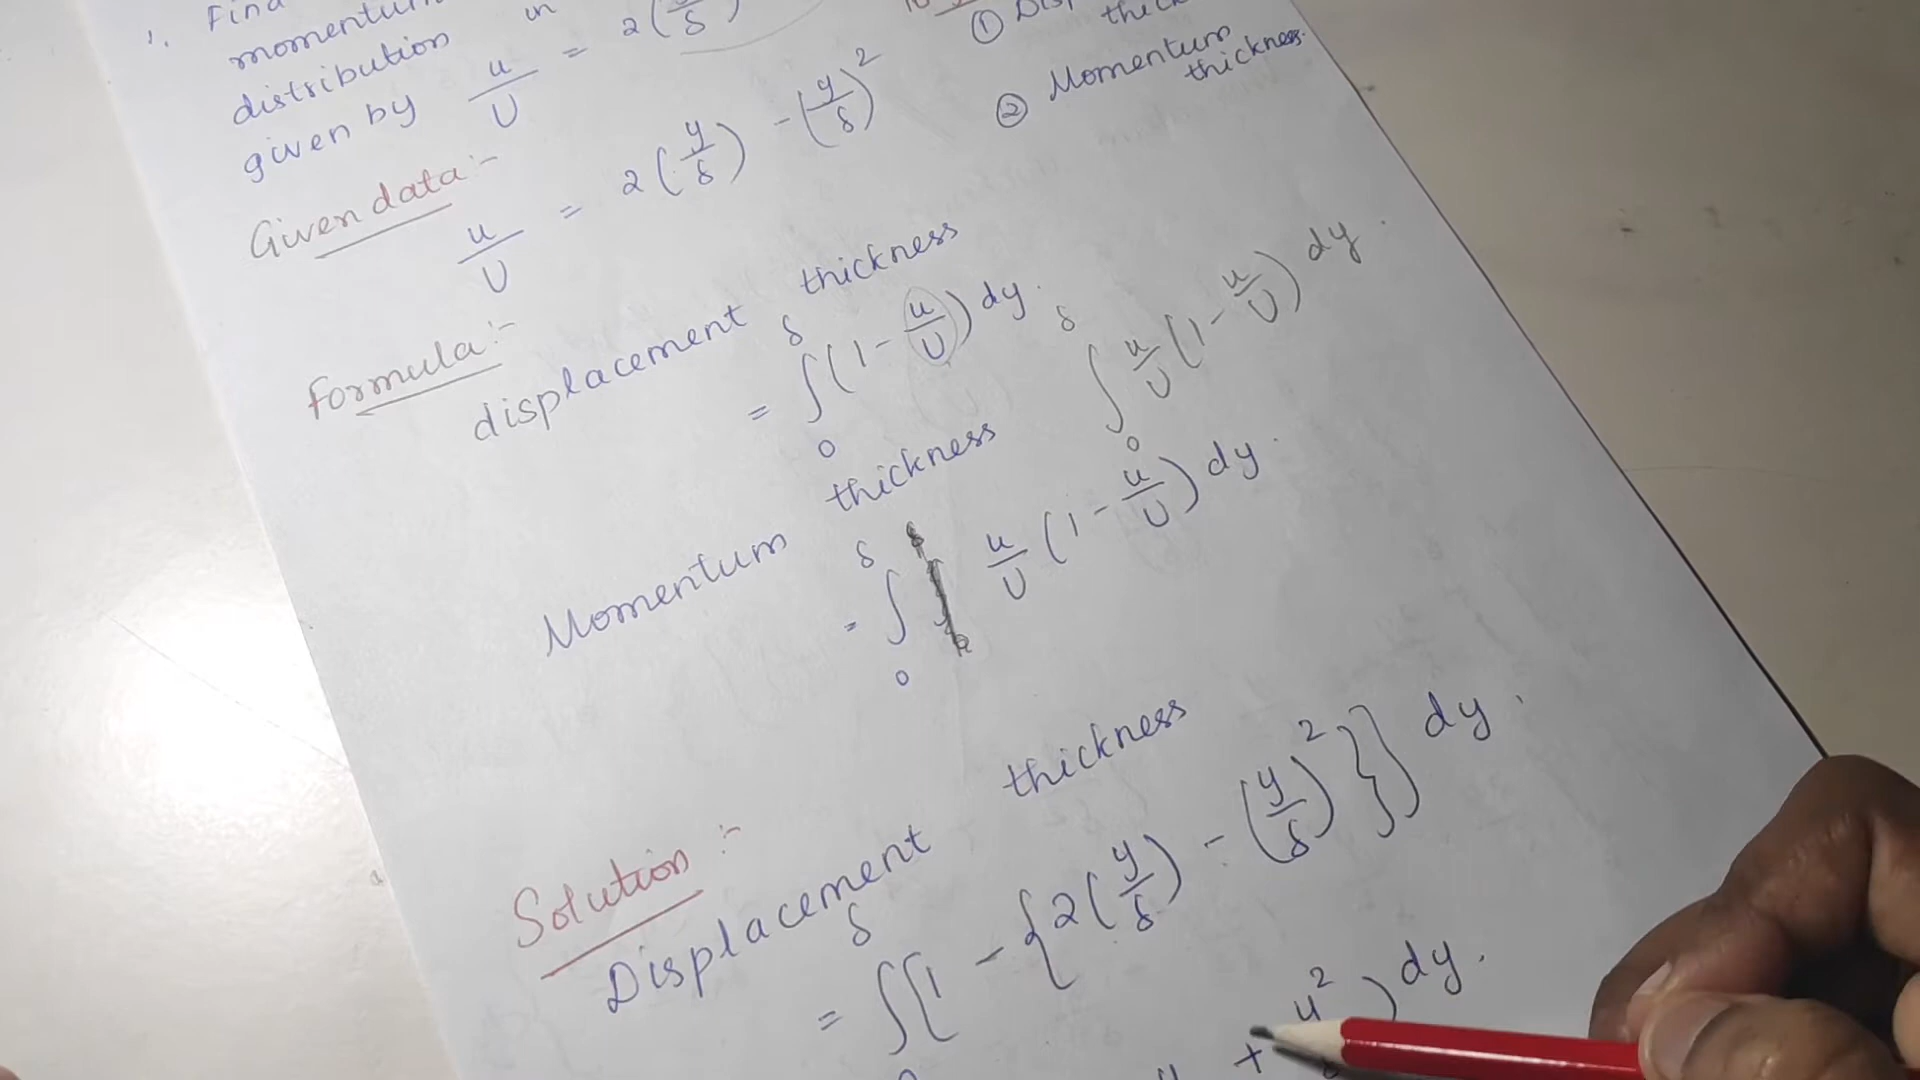 1. Find
momentum
distribution in
given by u/U = 2(y/δ)
① Disp
thick
② Momentum
thickness.
Given data :-
u/U = 2(y/δ) - (y/δ)²
Formula :-
displacement thickness
= ∫₀^δ (1 - u/U) dy.
∫₀^δ u/U (1 - u/U) dy.
Momentum thickness
= ∫₀^δ u/U (1 - u/U) dy.
Solution :-
Displacement thickness
= ∫₀^δ [1 - {2(y/δ) - (y/δ)²}] dy.
+ y² ) dy.